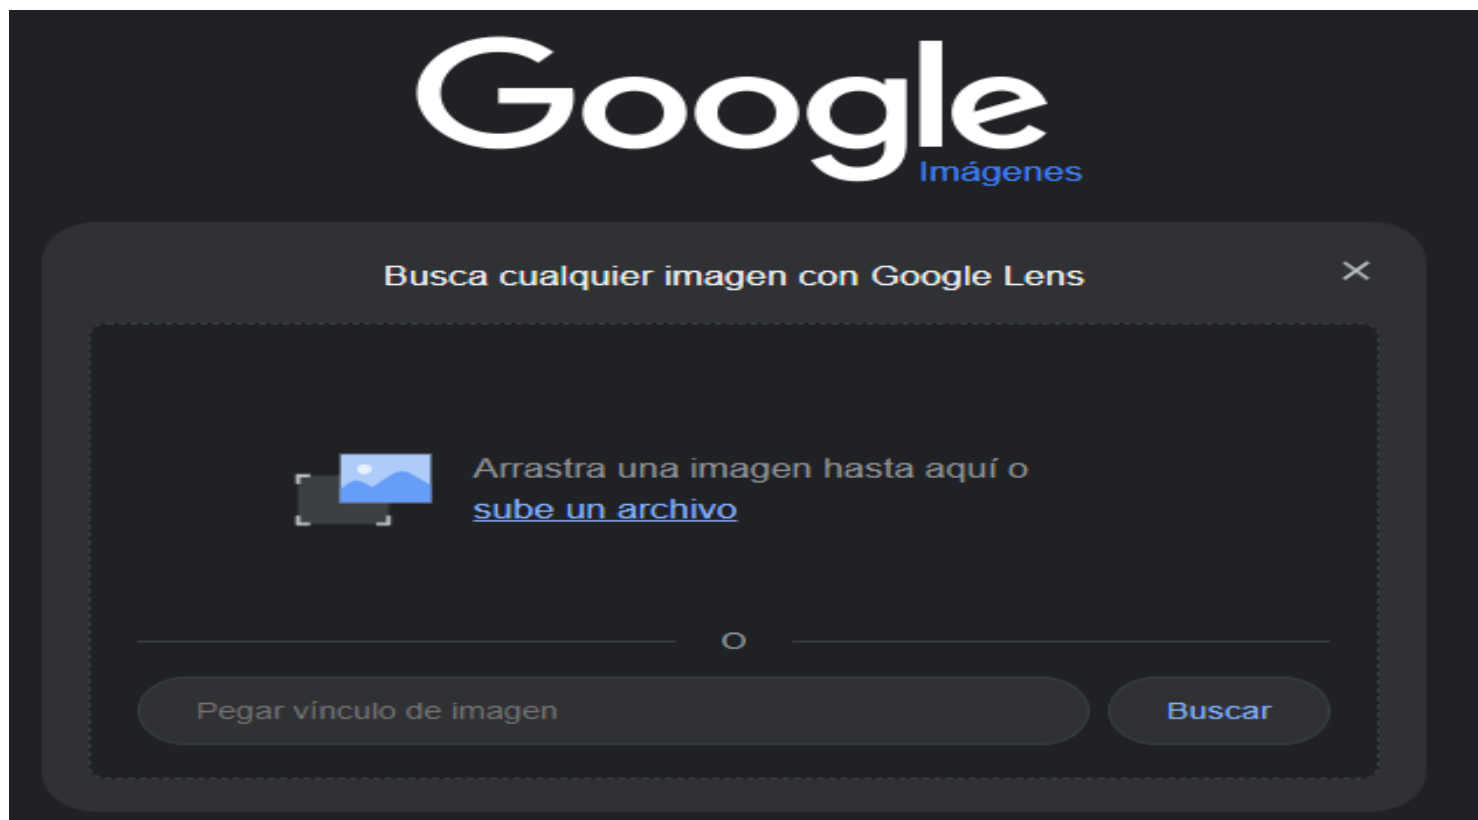 Google
Imágenes
Busca cualquier imagen con Google Lens
Arrastra una imagen hasta aquí o
sube un archivo
O
Pegar vínculo de imagen
Buscar